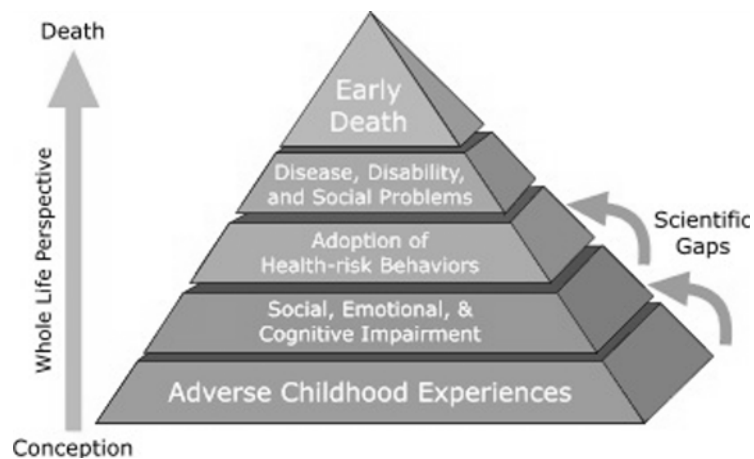 Death
Whole Life Perspective
Conception
Early
Death
Disease, Disability,
and Social Problems
Adoption of
Health-risk Behaviors
Social, Emotional, &
Cognitive Impairment
Adverse Childhood Experiences
Scientific
Gaps